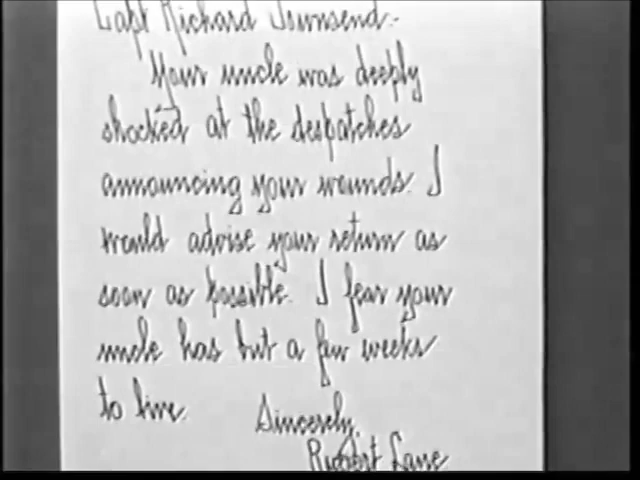 Capt Richard Townsend:-
Your uncle was deeply
shocked at the despatches
announcing your wounds. I
would advise your return as
soon as possible. I fear your
uncle has but a few weeks
to live.
Sincerely,
Rupert Lane